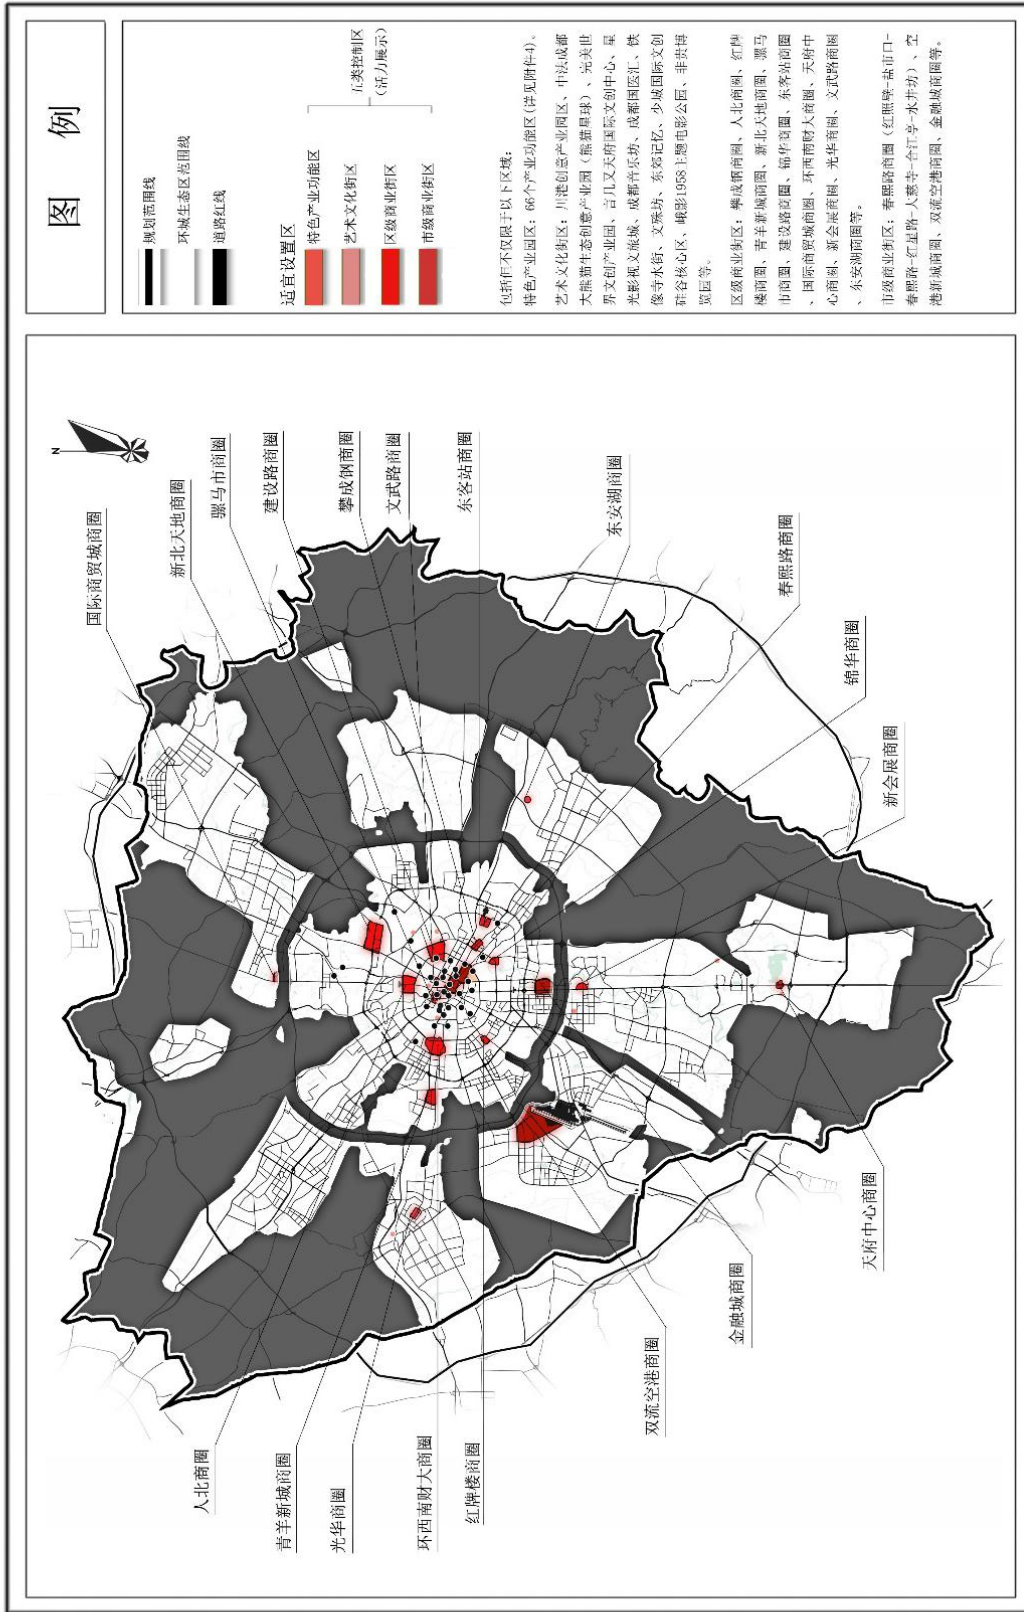 图 例
规划范围线
环城生态区范围线
道路红线
适宜设置区
特色产业功能区
艺术文化街区
区级商业街区
市级商业街区
五类控制区
(活力展示)
包括但不仅限于以下区域：
特色产业园区：66个产业功能区(详见附件4)。
艺术文化街区：川港创意产业园区、中法成都
大熊猫生态创意产业园（熊猫星球）、完美世
界文创产业园、言几又天府国际文创中心、星
光影视文旅城、成都音乐坊、成都国医汇、铁
像寺水街、文殊坊、东郊记忆、少城国际文创
硅谷核心区、峨影1958主题电影公园、非遗博
览园等。
区级商业街区：攀成钢商圈、人北商圈、红牌
楼商圈、青羊新城商圈、新北天地商圈、骡马
市商圈、建设路商圈、锦华商圈、东客站商圈
、国际商贸城商圈、环西南财大商圈、天府中
心商圈、新会展商圈、光华商圈、文武路商圈
、东安湖商圈等。
市级商业街区：春熙路商圈（红照壁-盐市口-
春熙路-红星路-大慈寺-合江亭-水井坊）、空
港新城商圈、双流空港商圈、金融城商圈等。
N
国际商贸城商圈
新北天地商圈
骡马市商圈
建设路商圈
攀成钢商圈
文武路商圈
东客站商圈
东安湖商圈
春熙路商圈
锦华商圈
新会展商圈
人北商圈
青羊新城商圈
光华商圈
环西南财大商圈
红牌楼商圈
双流空港商圈
金融城商圈
天府中心商圈